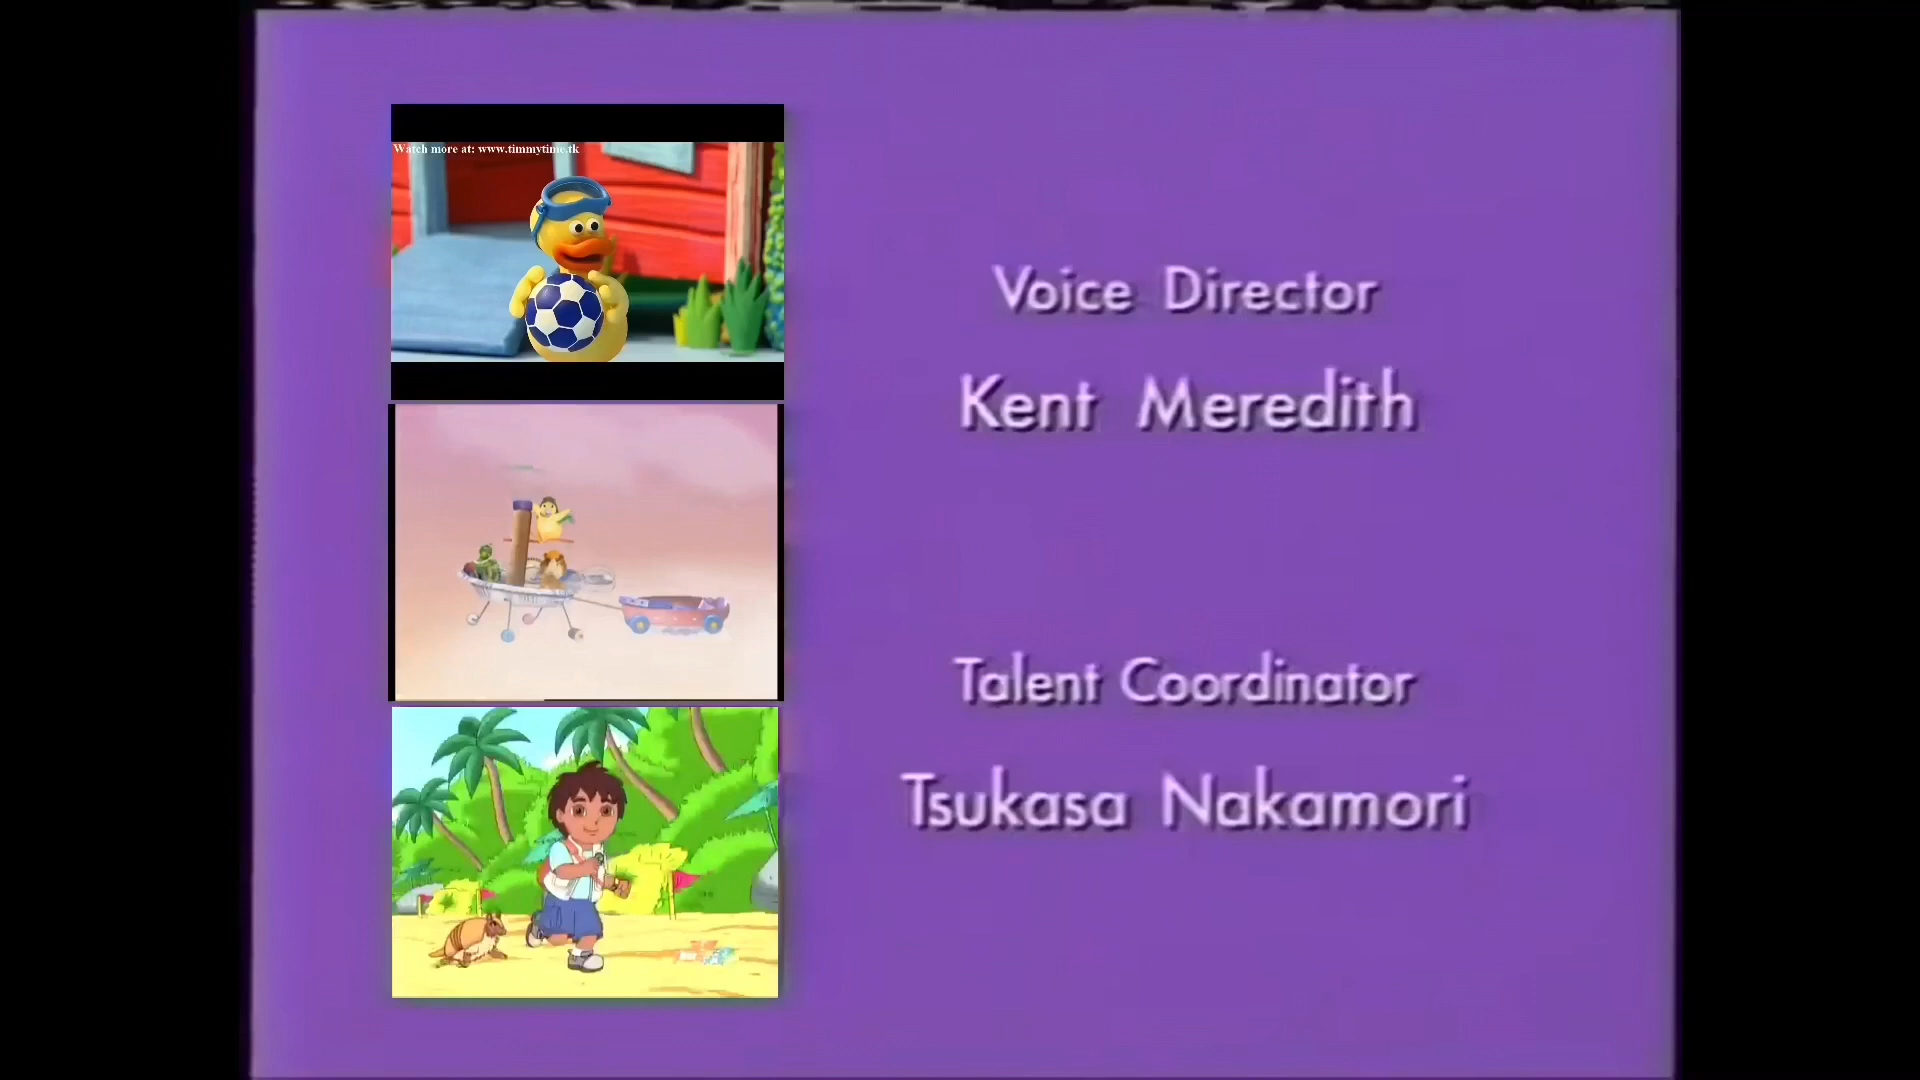 Watch more at: www.timmytime.tk
Voice Director
Kent Meredith
Talent Coordinator
Tsukasa Nakamori